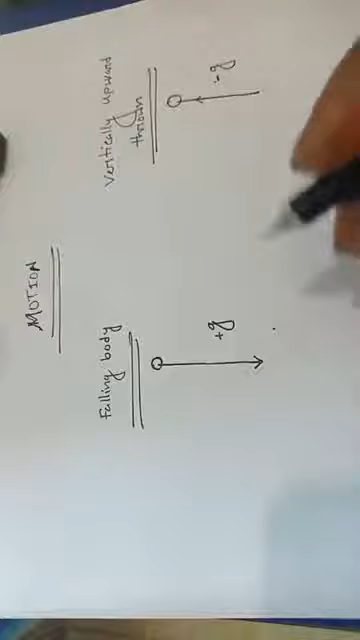 MOTION
Falling body
Vertically upward
thrown
+g
-g